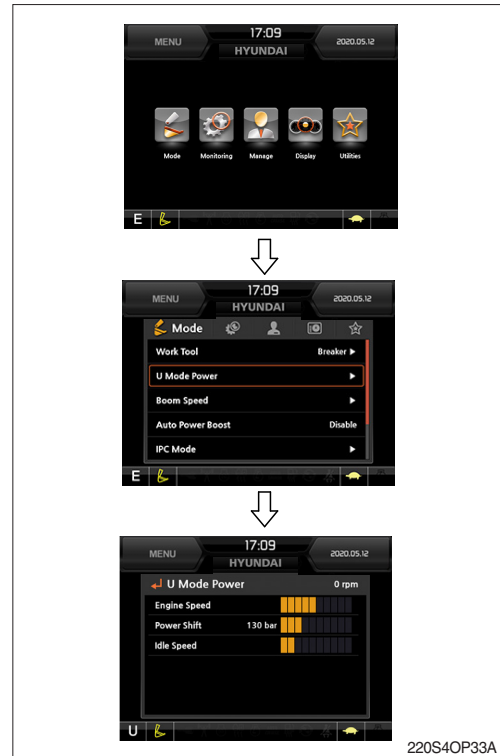 17:09
MENU
2020.05.12
HYUNDAI
Mode Monitoring Manage Display Utilities
E
17:09
MENU
2020.05.12
HYUNDAI
Mode
Work Tool Breaker ▶
U Mode Power ▶
Boom Speed ▶
Auto Power Boost Disable
IPC Mode ▶
E
17:09
MENU
2020.05.12
HYUNDAI
U Mode Power 0 rpm
Engine Speed
Power Shift 130 bar
Idle Speed
U
220S4OP33A